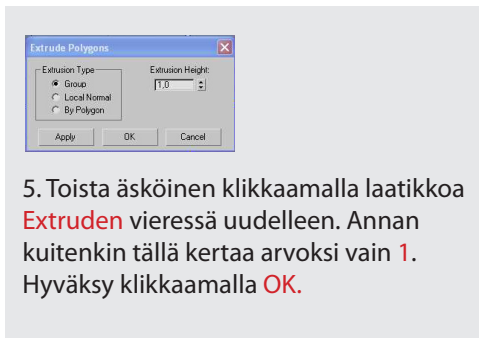 Extrude Polygons
Extrusion Type
Extrusion Height:
Group
1,0
Local Normal
By Polygon
Apply OK Cancel
5. Toista äsköinen klikkaamalla laatikkoa
Extruden vieressä uudelleen. Annan
kuitenkin tällä kertaa arvoksi vain 1.
Hyväksy klikkaamalla OK.